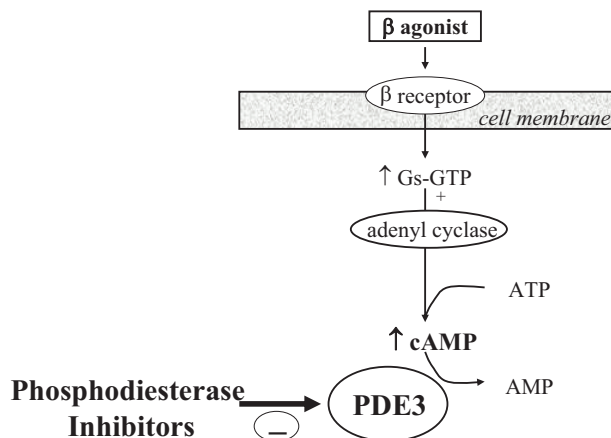 β agonist
β receptor
cell membrane
↑ Gs-GTP
+
adenyl cyclase
ATP
↑ cAMP
AMP
Phosphodiesterase
Inhibitors
−
PDE3